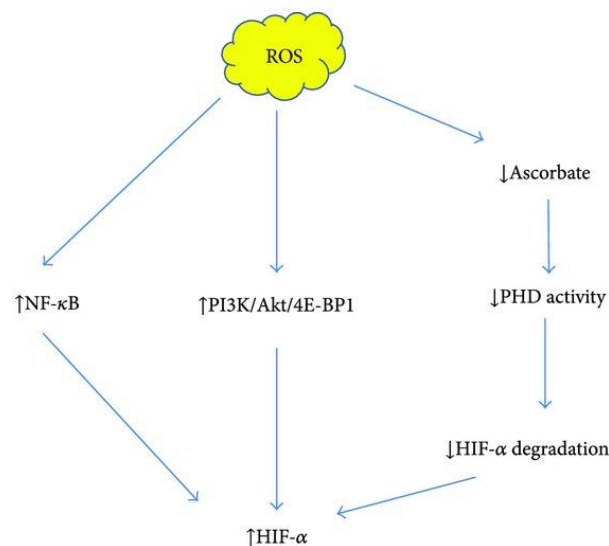 ROS
↓Ascorbate
↑NF-κB
↑PI3K/Akt/4E-BP1
↓PHD activity
↓HIF-α degradation
↑HIF-α